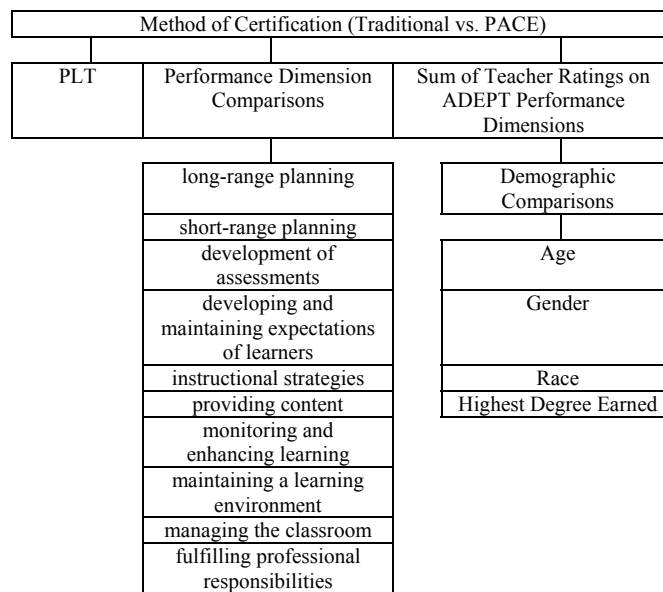 Method of Certification (Traditional vs. PACE)
PLT
Performance Dimension
Comparisons
Sum of Teacher Ratings on
ADEPT Performance
Dimensions
long-range planning
short-range planning
development of
assessments
developing and
maintaining expectations
of learners
instructional strategies
providing content
monitoring and
enhancing learning
maintaining a learning
environment
managing the classroom
fulfilling professional
responsibilities
Demographic
Comparisons
Age
Gender
Race
Highest Degree Earned